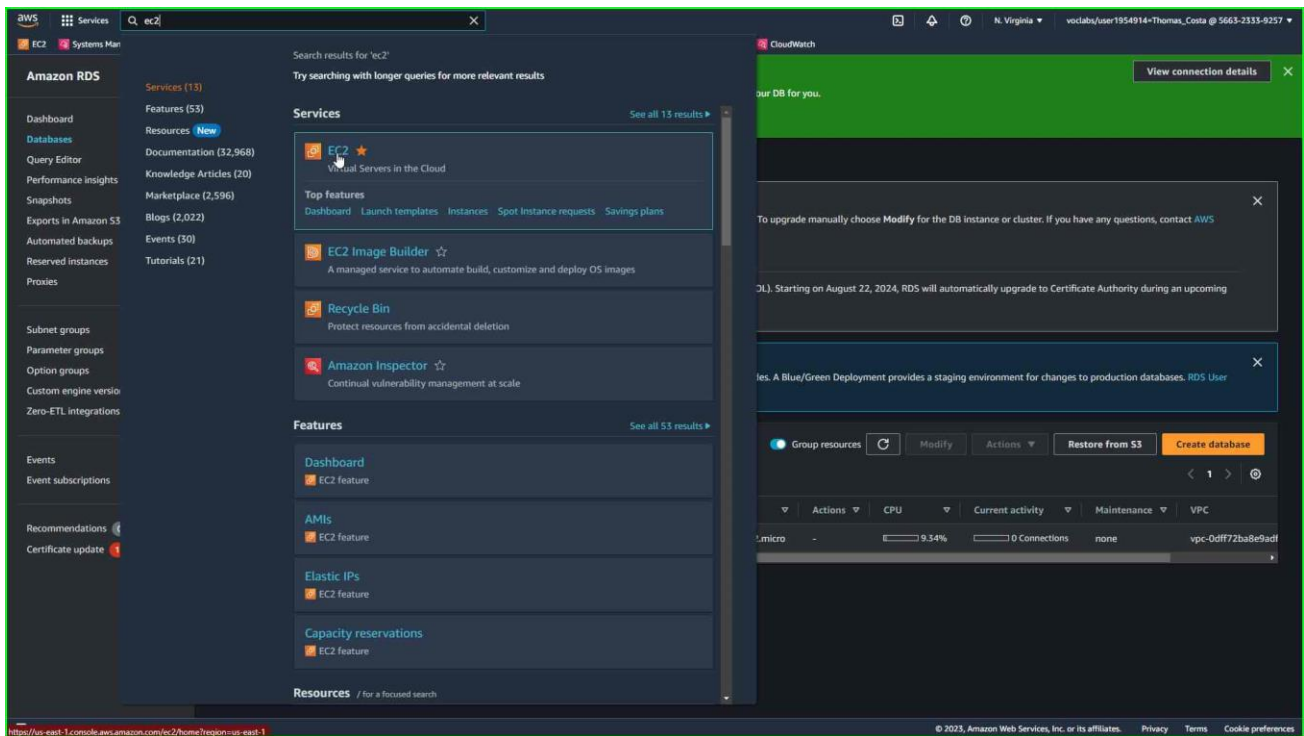 aws
Services
ec2
N. Virginia
voclabs/user1954914=Thomas_Costa @ 5663-2333-9257
EC2
Systems Man
CloudWatch
Amazon RDS
Dashboard
Databases
Query Editor
Performance insights
Snapshots
Exports in Amazon S3
Automated backups
Reserved instances
Proxies
Subnet groups
Parameter groups
Option groups
Custom engine versio
Zero-ETL integrations
Events
Event subscriptions
Recommendations
Certificate update 1
Services (13)
Features (53)
Resources New
Documentation (32,968)
Knowledge Articles (20)
Marketplace (2,596)
Blogs (2,022)
Events (30)
Tutorials (21)
Search results for 'ec2'
Try searching with longer queries for more relevant results
Services
See all 13 results
EC2
Virtual Servers in the Cloud
Top features
Dashboard Launch templates Instances Spot Instance requests Savings plans
EC2 Image Builder
A managed service to automate build, customize and deploy OS images
Recycle Bin
Protect resources from accidental deletion
Amazon Inspector
Continual vulnerability management at scale
Features
See all 53 results
Dashboard
EC2 feature
AMIs
EC2 feature
Elastic IPs
EC2 feature
Capacity reservations
EC2 feature
Resources / for a focused search
View connection details
our DB for you.
To upgrade manually choose Modify for the DB instance or cluster. If you have any questions, contact AWS
OL). Starting on August 22, 2024, RDS will automatically upgrade to Certificate Authority during an upcoming
les. A Blue/Green Deployment provides a staging environment for changes to production databases. RDS User
Group resources
Modify
Actions
Restore from S3
Create database
1
Actions CPU Current activity Maintenance VPC
.micro - 9.34% 0 Connections none vpc-0dff72ba8e9adf
https://us-east-1.console.aws.amazon.com/ec2/home?region=us-east-1
© 2023, Amazon Web Services, Inc. or its affiliates. Privacy Terms Cookie preferences